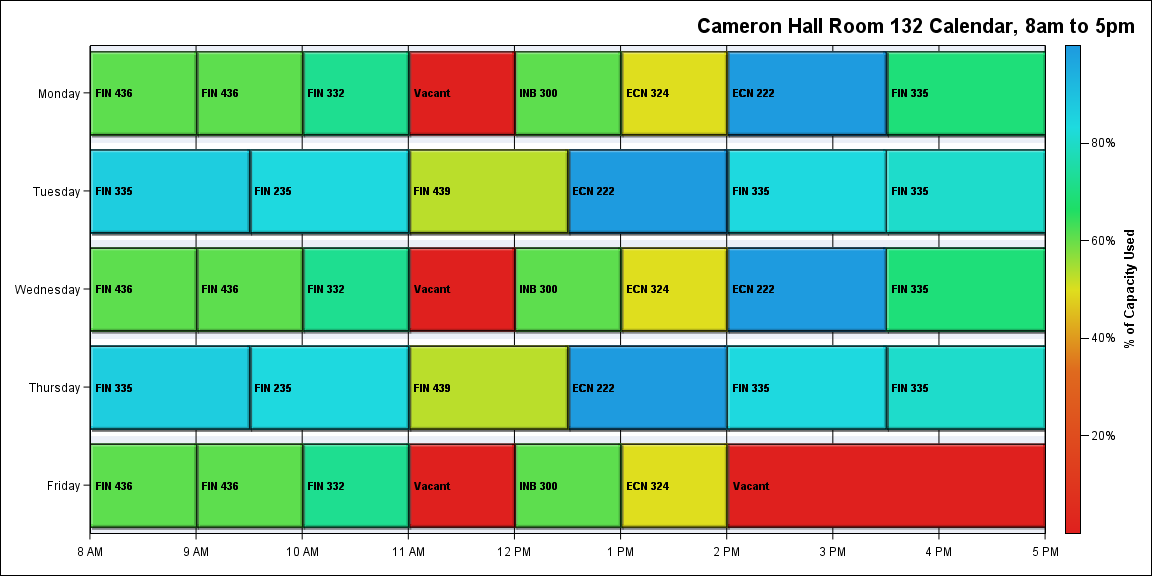 Cameron Hall Room 132 Calendar, 8am to 5pm
Monday
FIN 436
FIN 436
FIN 332
Vacant
INB 300
ECN 324
ECN 222
FIN 335
Tuesday
FIN 335
FIN 235
FIN 439
ECN 222
FIN 335
FIN 335
Wednesday
FIN 436
FIN 436
FIN 332
Vacant
INB 300
ECN 324
ECN 222
FIN 335
Thursday
FIN 335
FIN 235
FIN 439
ECN 222
FIN 335
FIN 335
Friday
FIN 436
FIN 436
FIN 332
Vacant
INB 300
ECN 324
Vacant
8 AM
9 AM
10 AM
11 AM
12 PM
1 PM
2 PM
3 PM
4 PM
5 PM
80%
60%
40%
20%
% of Capacity Used